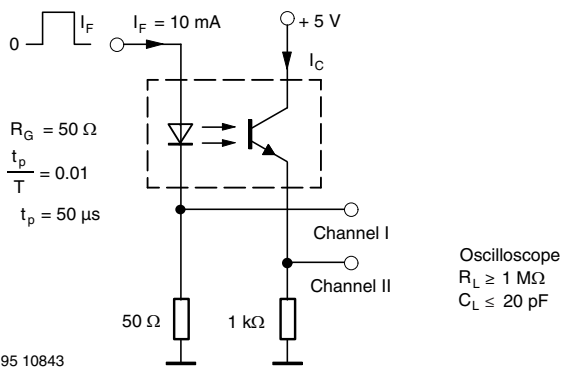 0
I_F
I_F = 10 mA
+ 5 V
I_C
R_G = 50 Ω
t_p
T
= 0.01
t_p = 50 μs
Channel I
Channel II
50 Ω
1 kΩ
Oscilloscope
R_L ≥ 1 MΩ
C_L ≤ 20 pF
95 10843